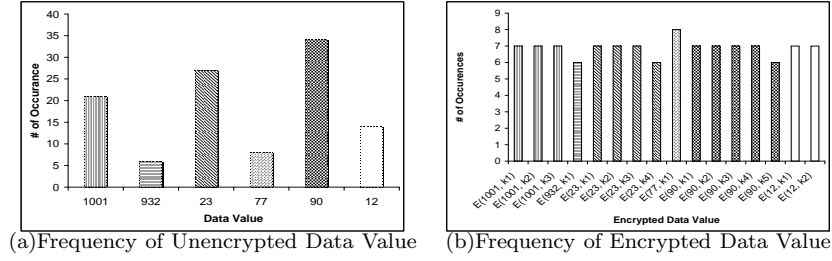 40
35
30
25
20
15
10
5
0
# of Occurance
1001 932 23 77 90 12
Data Value
(a)Frequency of Unencrypted Data Value
9
8
7
6
5
4
3
2
1
0
# of Occurences
E(1001, k1)
E(1001, k2)
E(1001, k3)
E(932, k1)
E(23, k1)
E(23, k2)
E(23, k3)
E(23, k4)
E(77, k1)
E(90, k1)
E(90, k2)
E(90, k3)
E(90, k4)
E(90, k5)
E(12, k1)
E(12, k2)
Encrypted Data Value
(b)Frequency of Encrypted Data Value